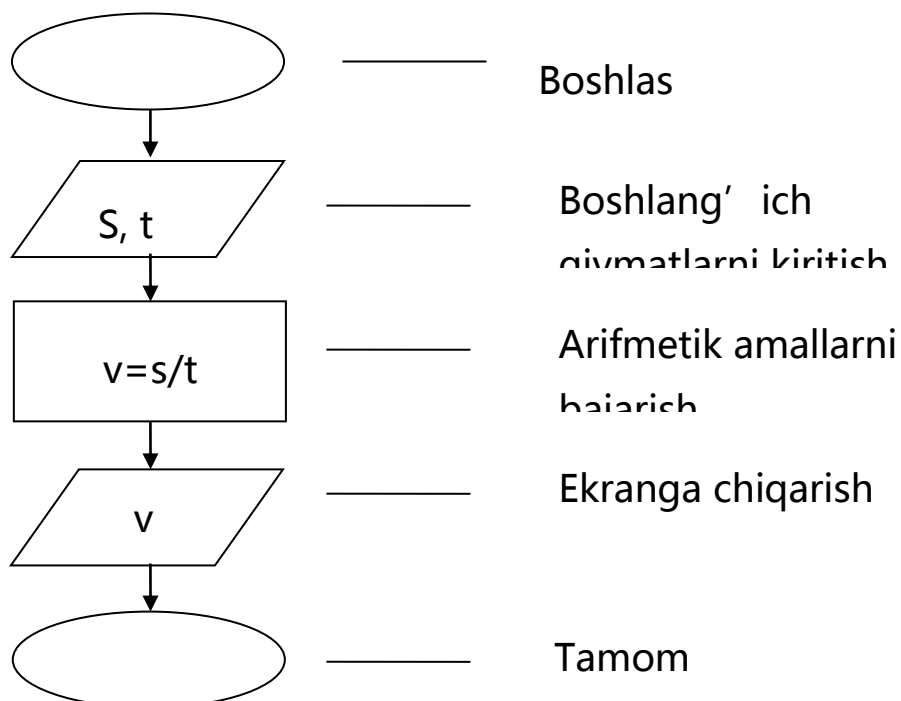 Boshlas
S, t
Boshlang’ ich
qiymatlarni kiritish
v=s/t
Arifmetik amallarni
bajarish
v
Ekranga chiqarish
Tamom